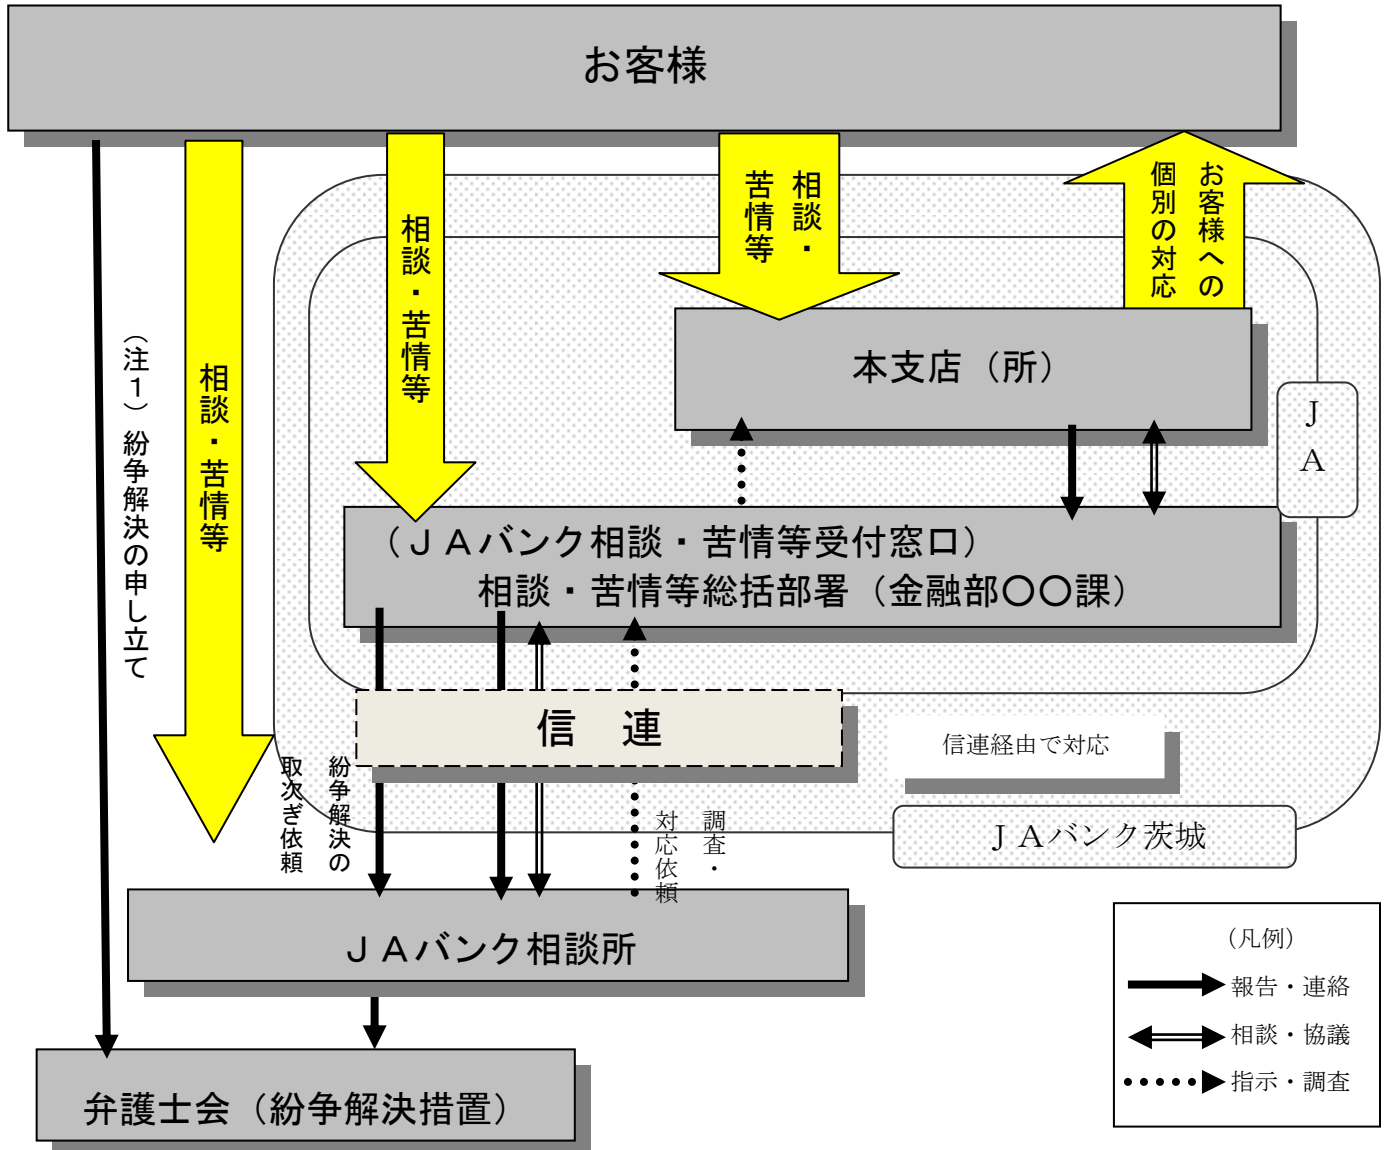 お客様
(注１)紛争解決の申し立て
相談・苦情等
相談・苦情等
相談・
苦情等
お客様への
個別の対応
本支店（所）
ＪＡ
（ＪＡバンク相談・苦情等受付窓口）
相談・苦情等総括部署（金融部〇〇課）
信　連
信連経由で対応
紛争解決の
取次ぎ依頼
調査・
対応依頼
ＪＡバンク茨城
ＪＡバンク相談所
弁護士会（紛争解決措置）
（凡例）
報告・連絡
相談・協議
指示・調査